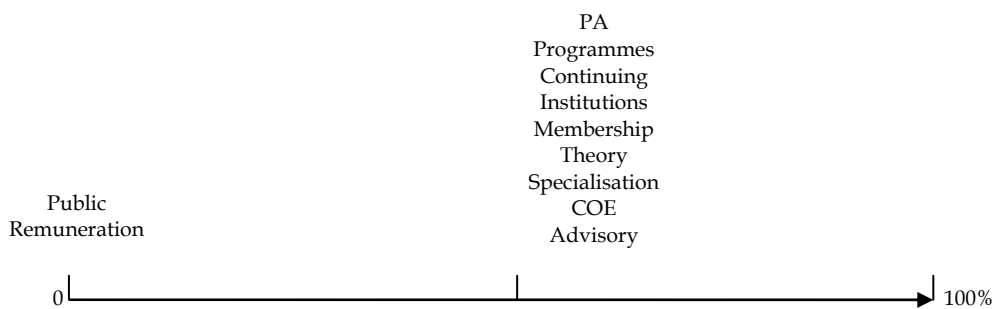 PA
Programmes
Continuing
Institutions
Membership
Theory
Specialisation
COE
Advisory
Public
Remuneration
0
100%